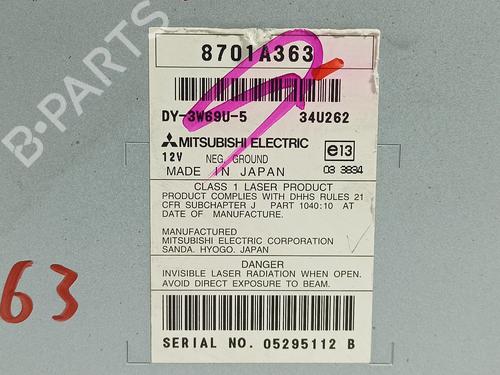 8701A363
DY-3W69U-5 34U262
MITSUBISHI ELECTRIC
12V NEG. GROUND
e13
MADE IN JAPAN
03 3834
CLASS 1 LASER PRODUCT
PRODUCT COMPLIES WITH DHHS RULES 21
CFR SUBCHAPTER J PART 1040:10 AT
DATE OF MANUFACTURE.
MANUFACTURED
MITSUBISHI ELECTRIC CORPORATION
SANDA. HYOGO. JAPAN
DANGER
INVISIBLE LASER RADIATION WHEN OPEN.
AVOID DIRECT EXPOSURE TO BEAM.
SERIAL NO. 05295112 B
63
B-PARTS
B-PARTS